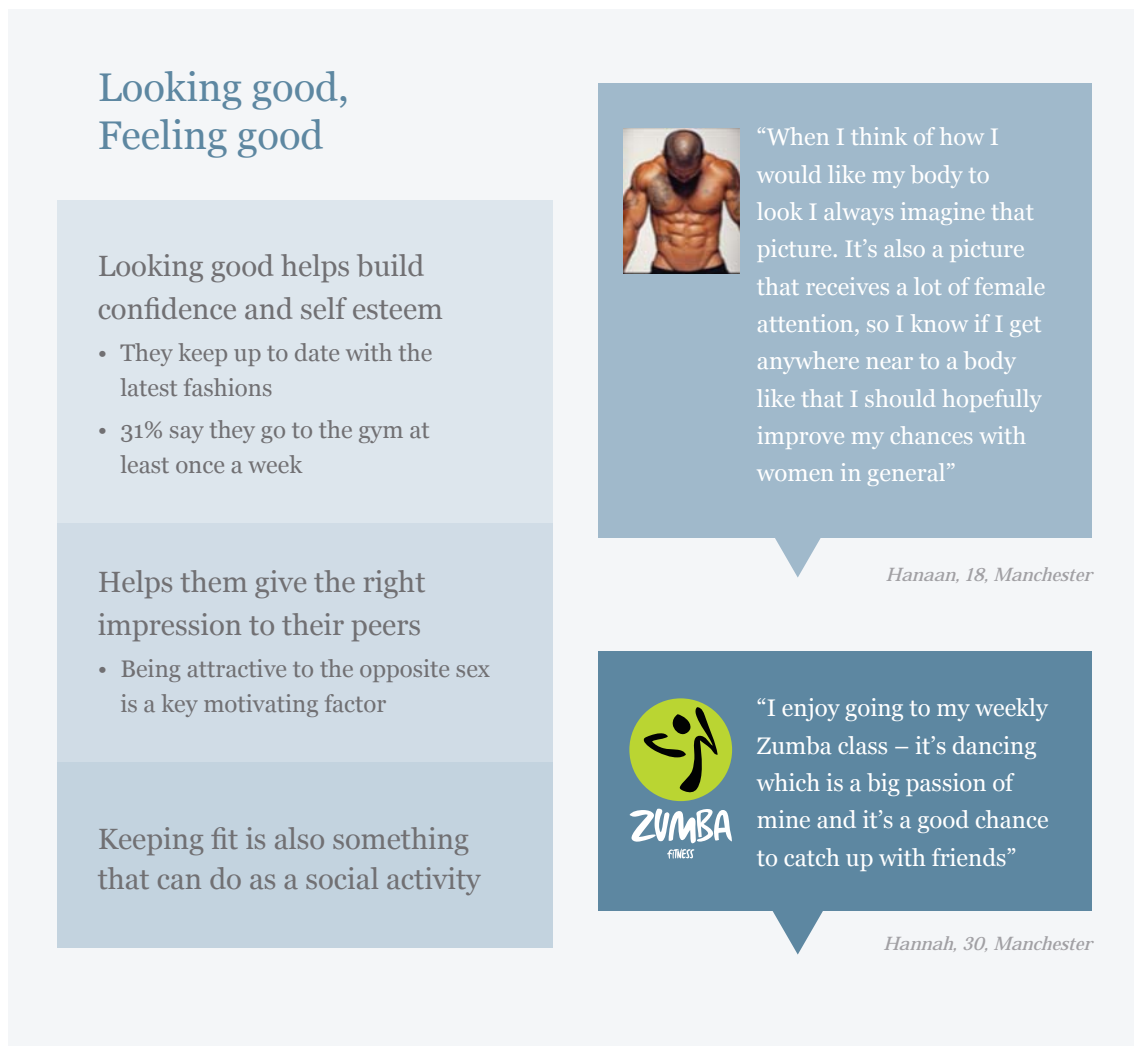 Looking good,
Feeling good
Looking good helps build
confidence and self esteem
• They keep up to date with the
latest fashions
• 31% say they go to the gym at
least once a week
Helps them give the right
impression to their peers
• Being attractive to the opposite sex
is a key motivating factor
Keeping fit is also something
that can do as a social activity
“When I think of how I
would like my body to
look I always imagine that
picture. It’s also a picture
that receives a lot of female
attention, so I know if I get
anywhere near to a body
like that I should hopefully
improve my chances with
women in general”
Hanaan, 18, Manchester
ZUMBA
FITNESS
“I enjoy going to my weekly
Zumba class – it’s dancing
which is a big passion of
mine and it’s a good chance
to catch up with friends”
Hannah, 30, Manchester